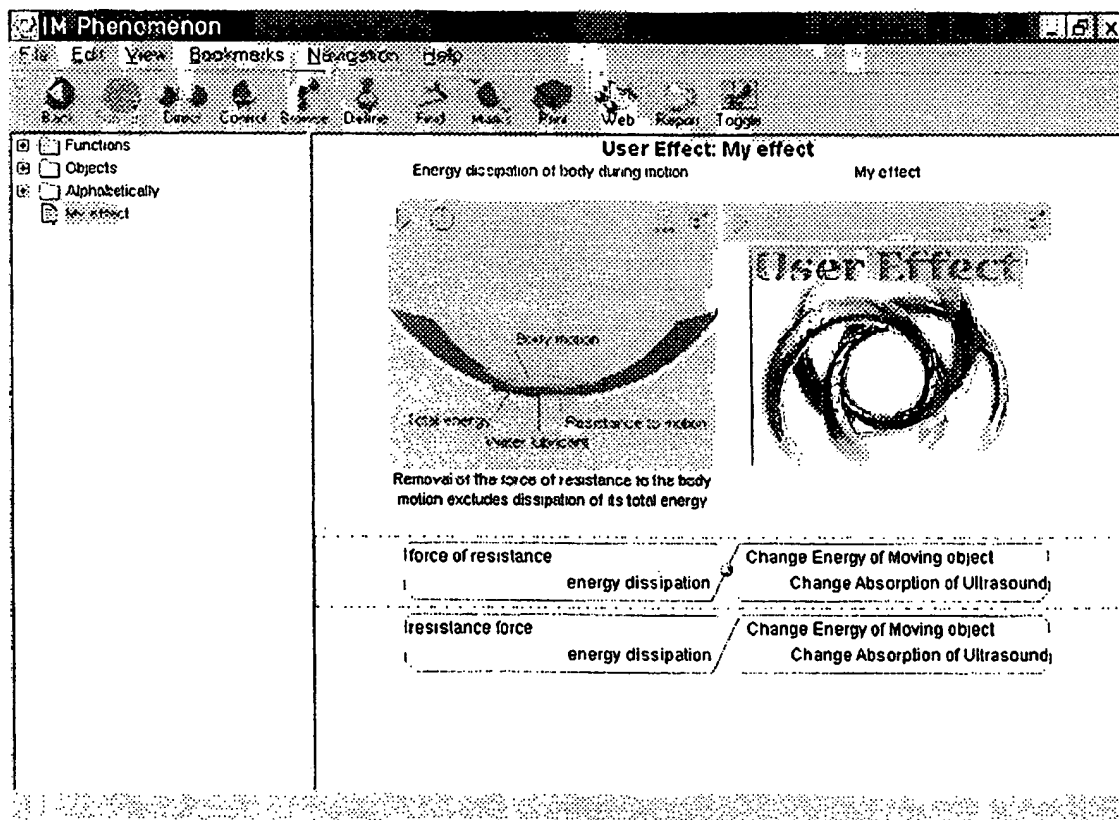 IM Phenomenon
File Edit View Bookmarks Navigation Help
Back Direct Control Browse Define Find Marks Print Web Report Toggle
Functions
Objects
Alphabetically
My effect
User Effect: My effect
Energy dissipation of body during motion My effect
User Effect
Body motion
Total energy Resistance to motion
Water lubricant
Removal of the force of resistance to the body
motion excludes dissipation of its total energy
force of resistance Change Energy of Moving object
energy dissipation Change Absorption of Ultrasound
resistance force Change Energy of Moving object
energy dissipation Change Absorption of Ultrasound